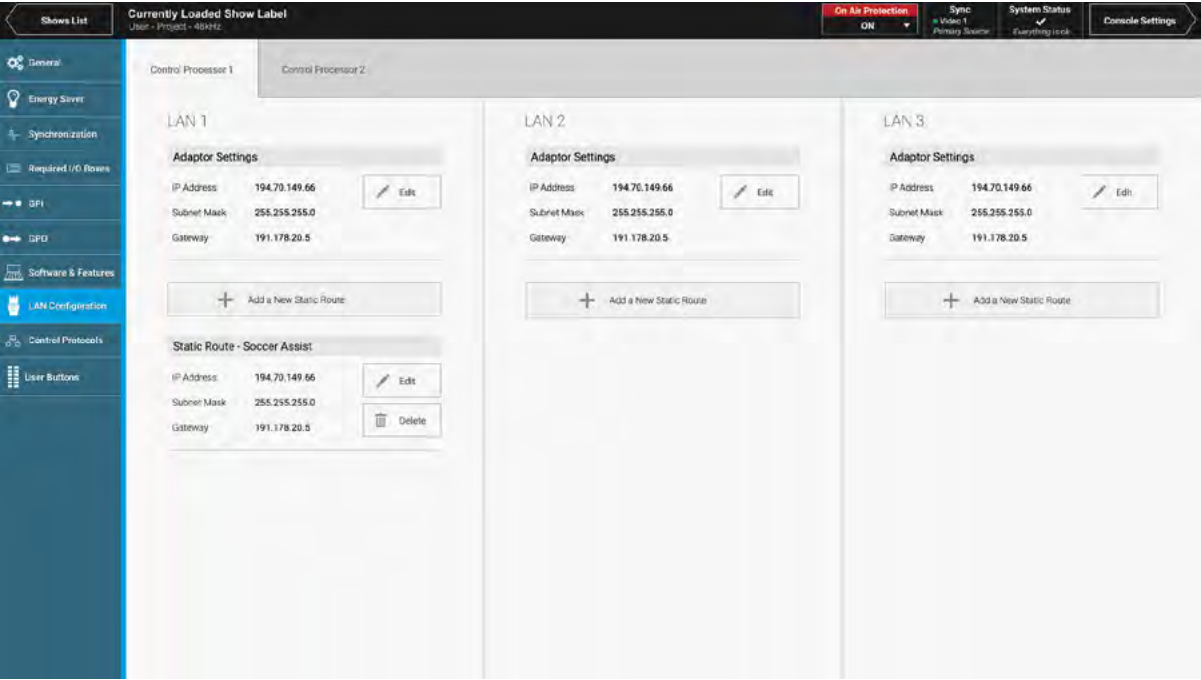 Shows List
Currently Loaded Show Label
User - Project - 48kHz
On Air Protection
ON
Sync
Video 1
Primary Source
System Status
Everything is ok
Console Settings
General
Energy Saver
Synchronization
Required I/O Boxes
GPI
GPO
Software & Features
LAN Configuration
Control Protocols
User Buttons
Control Processor 1
Control Processor 2
LAN 1
Adaptor Settings
IP Address 194.70.149.66
Edit
Subnet Mask 255.255.255.0
Gateway 191.178.20.5
Add a New Static Route
Static Route - Soccer Assist
IP Address 194.70.149.66
Edit
Subnet Mask 255.255.255.0
Delete
Gateway 191.178.20.5
LAN 2
Adaptor Settings
IP Address 194.70.149.66
Edit
Subnet Mask 255.255.255.0
Gateway 191.178.20.5
Add a New Static Route
LAN 3
Adaptor Settings
IP Address 194.70.149.66
Edit
Subnet Mask 255.255.255.0
Gateway 191.178.20.5
Add a New Static Route